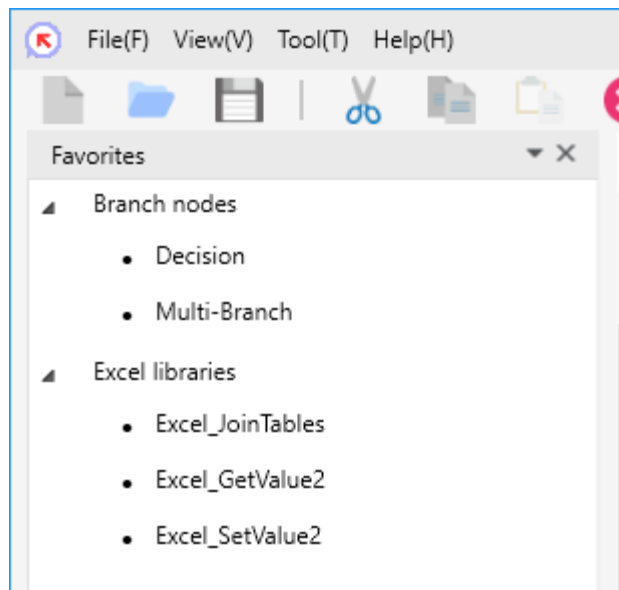 File(F) View(V) Tool(T) Help(H)
Favorites
Branch nodes
Decision
Multi-Branch
Excel libraries
Excel_JoinTables
Excel_GetValue2
Excel_SetValue2